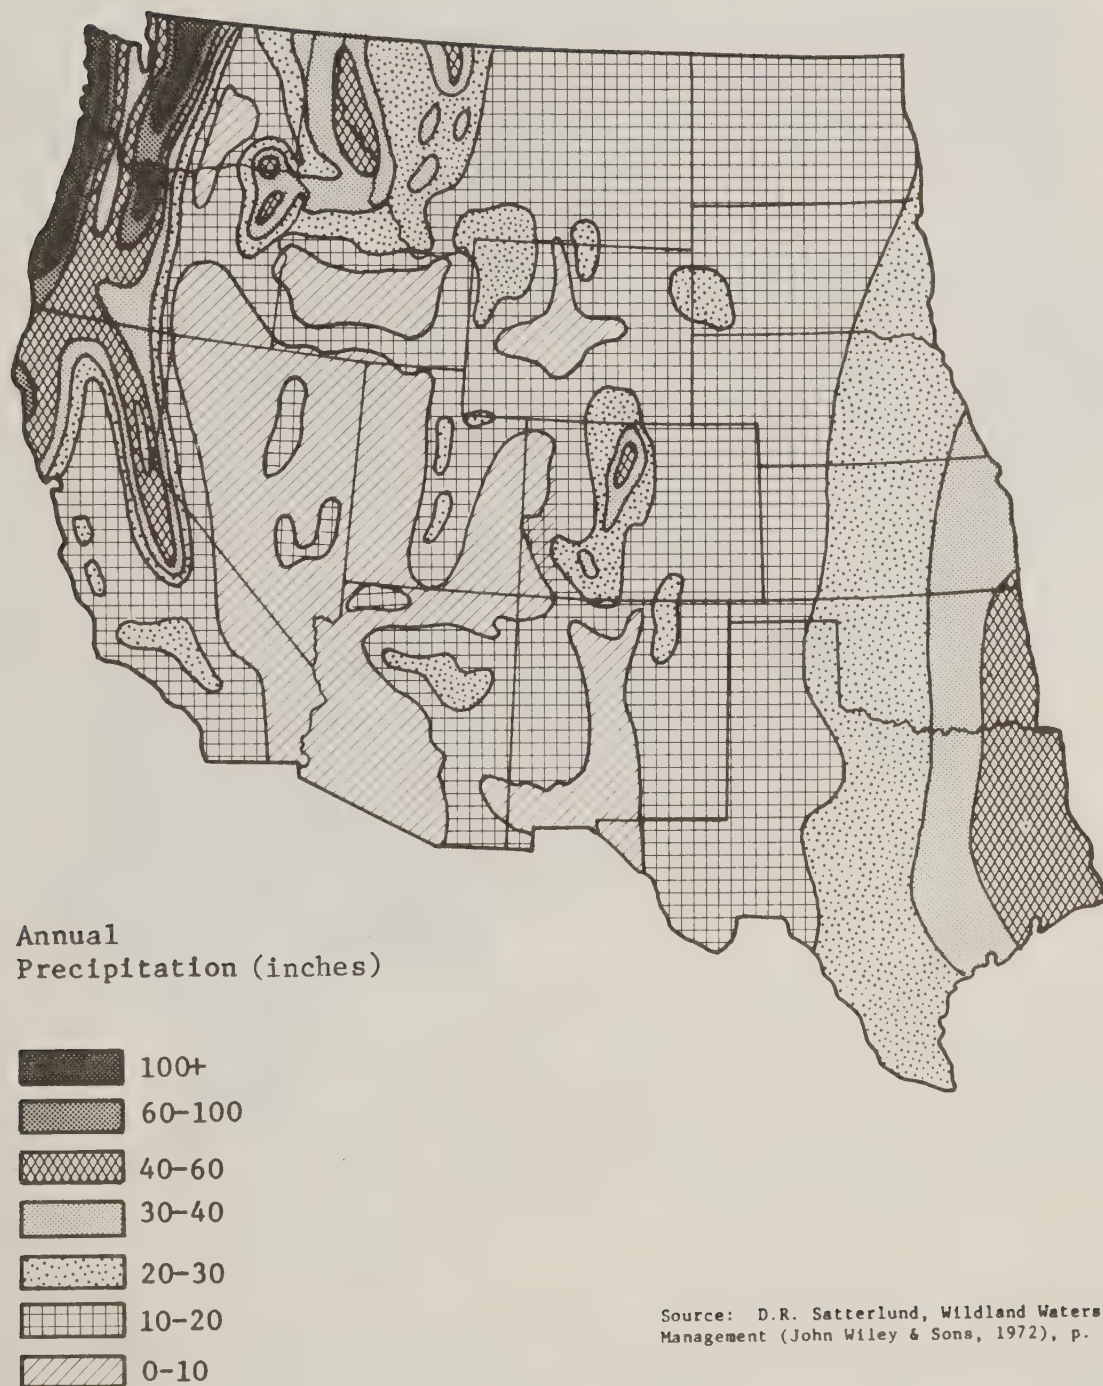 Annual
Precipitation (inches)
100+
60-100
40-60
30-40
20-30
10-20
0-10
Source: D.R. Satterlund, Wildland Waters
Management (John Wiley & Sons, 1972), p.